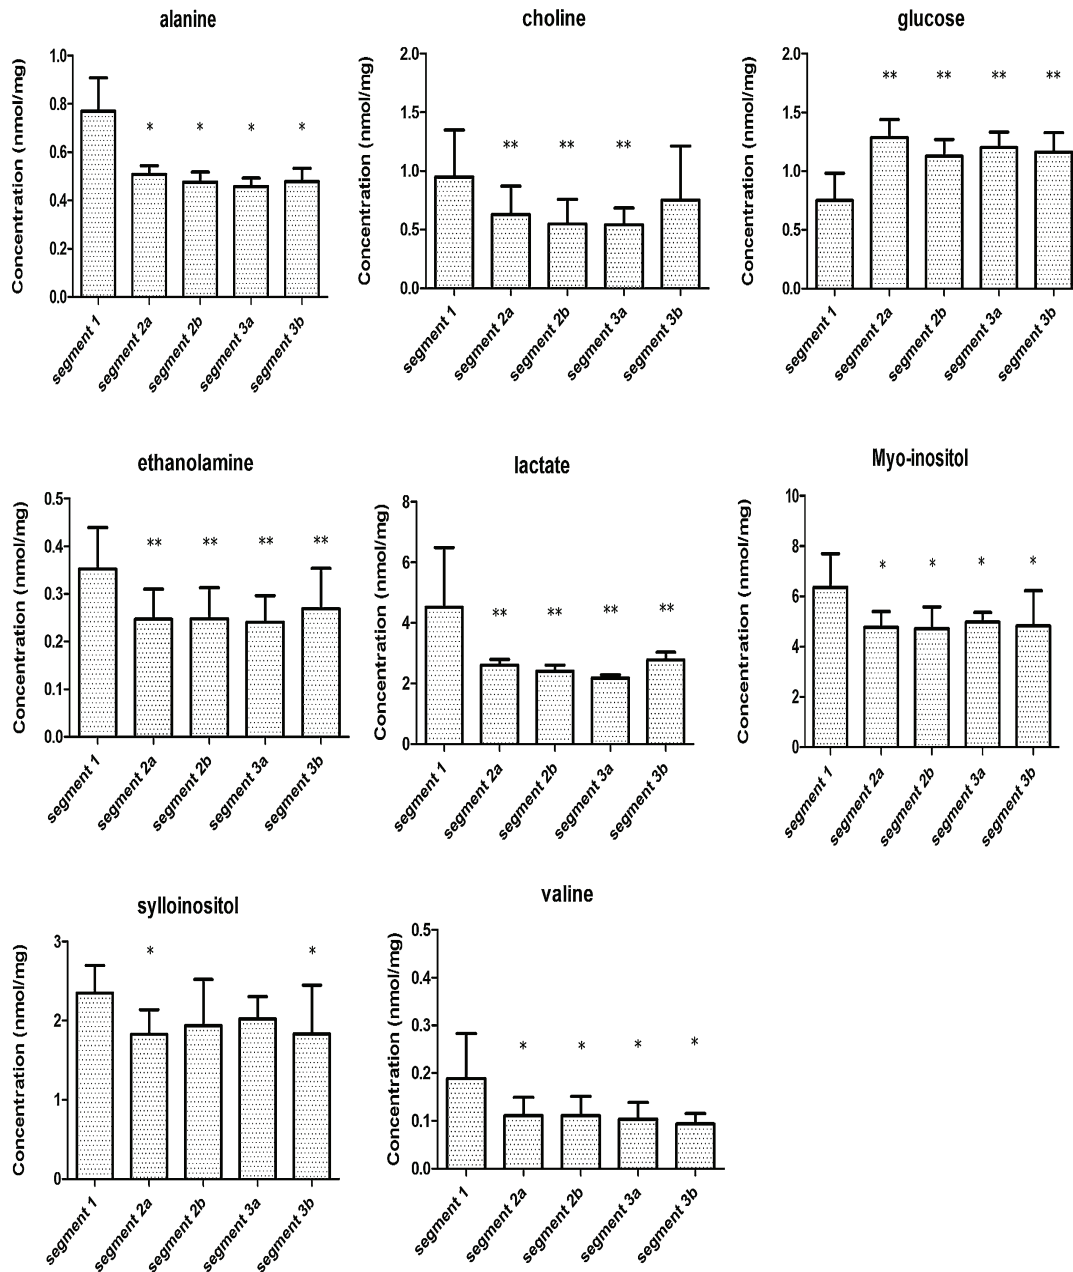 alanine
Concentration (nmol/mg)
1.0
0.8
0.6
0.4
0.2
0.0
* * * *
segment 1
segment 2a
segment 2b
segment 3a
segment 3b
choline
Concentration (nmol/mg)
2.0
1.5
1.0
0.5
0.0
** ** **
segment 1
segment 2a
segment 2b
segment 3a
segment 3b
glucose
Concentration (nmol/mg)
2.0
1.5
1.0
0.5
0.0
** ** ** **
segment 1
segment 2a
segment 2b
segment 3a
segment 3b
ethanolamine
Concentration (nmol/mg)
0.5
0.4
0.3
0.2
0.1
0.0
** ** ** **
segment 1
segment 2a
segment 2b
segment 3a
segment 3b
lactate
Concentration (nmol/mg)
8
6
4
2
0
** ** ** **
segment 1
segment 2a
segment 2b
segment 3a
segment 3b
Myo-inositol
Concentration (nmol/mg)
10
8
6
4
2
0
* * * *
segment 1
segment 2a
segment 2b
segment 3a
segment 3b
sylloinositol
Concentration (nmol/mg)
3
2
1
0
* *
segment 1
segment 2a
segment 2b
segment 3a
segment 3b
valine
Concentration (nmol/mg)
0.5
0.4
0.3
0.2
0.1
0.0
* * * *
segment 1
segment 2a
segment 2b
segment 3a
segment 3b